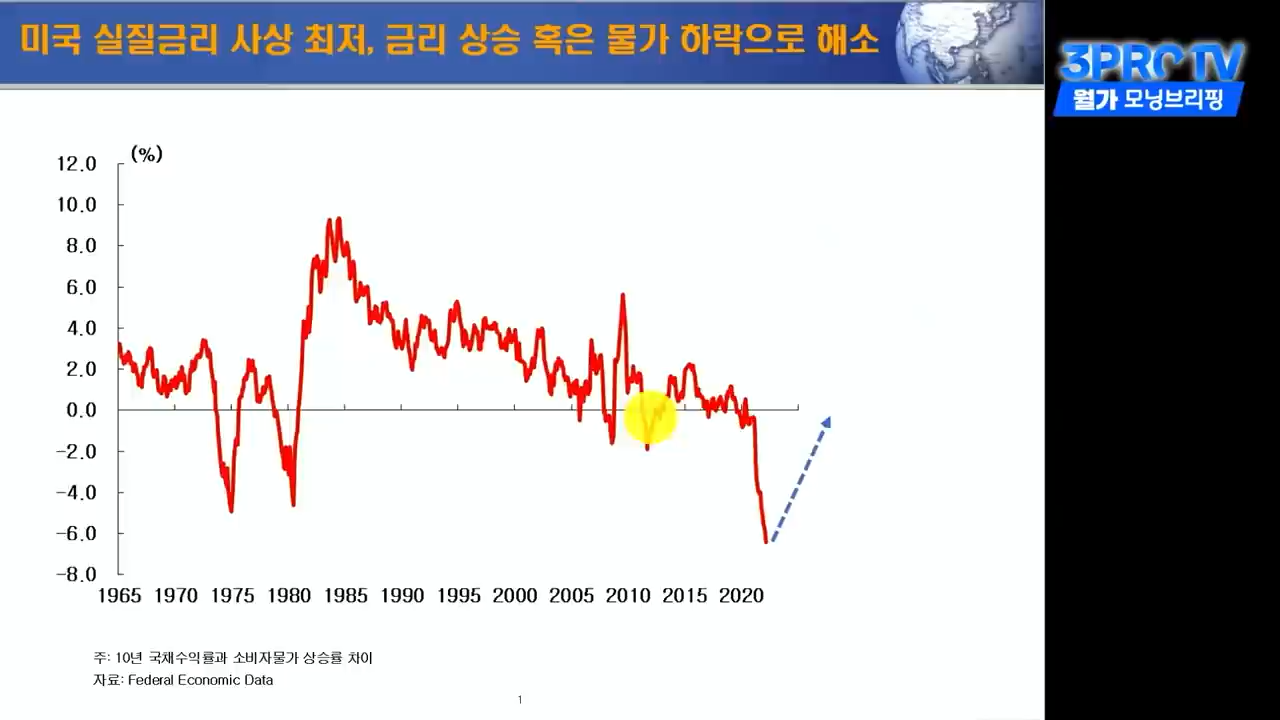 미국 실질금리 사상 최저, 금리 상승 혹은 물가 하락으로 해소
3PRO TV
월가 모닝브리핑
(%)
12.0
10.0
8.0
6.0
4.0
2.0
0.0
-2.0
-4.0
-6.0
-8.0
1965 1970 1975 1980 1985 1990 1995 2000 2005 2010 2015 2020
주: 10년 국채수익률과 소비자물가 상승률 차이
자료: Federal Economic Data
1